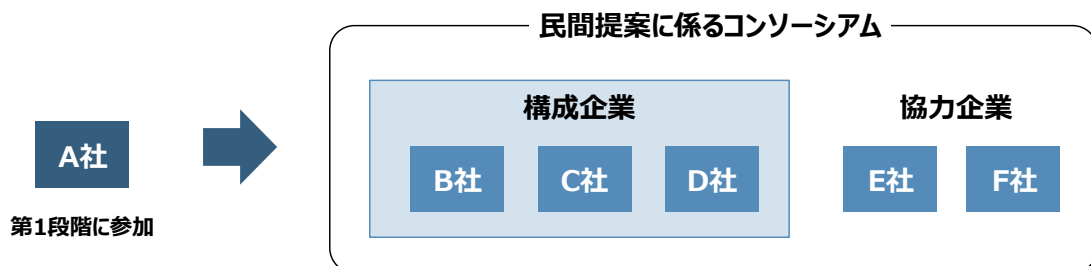 民間提案に係るコンソーシアム
構成企業
協力企業
A社
B社
C社
D社
E社
F社
第1段階に参加